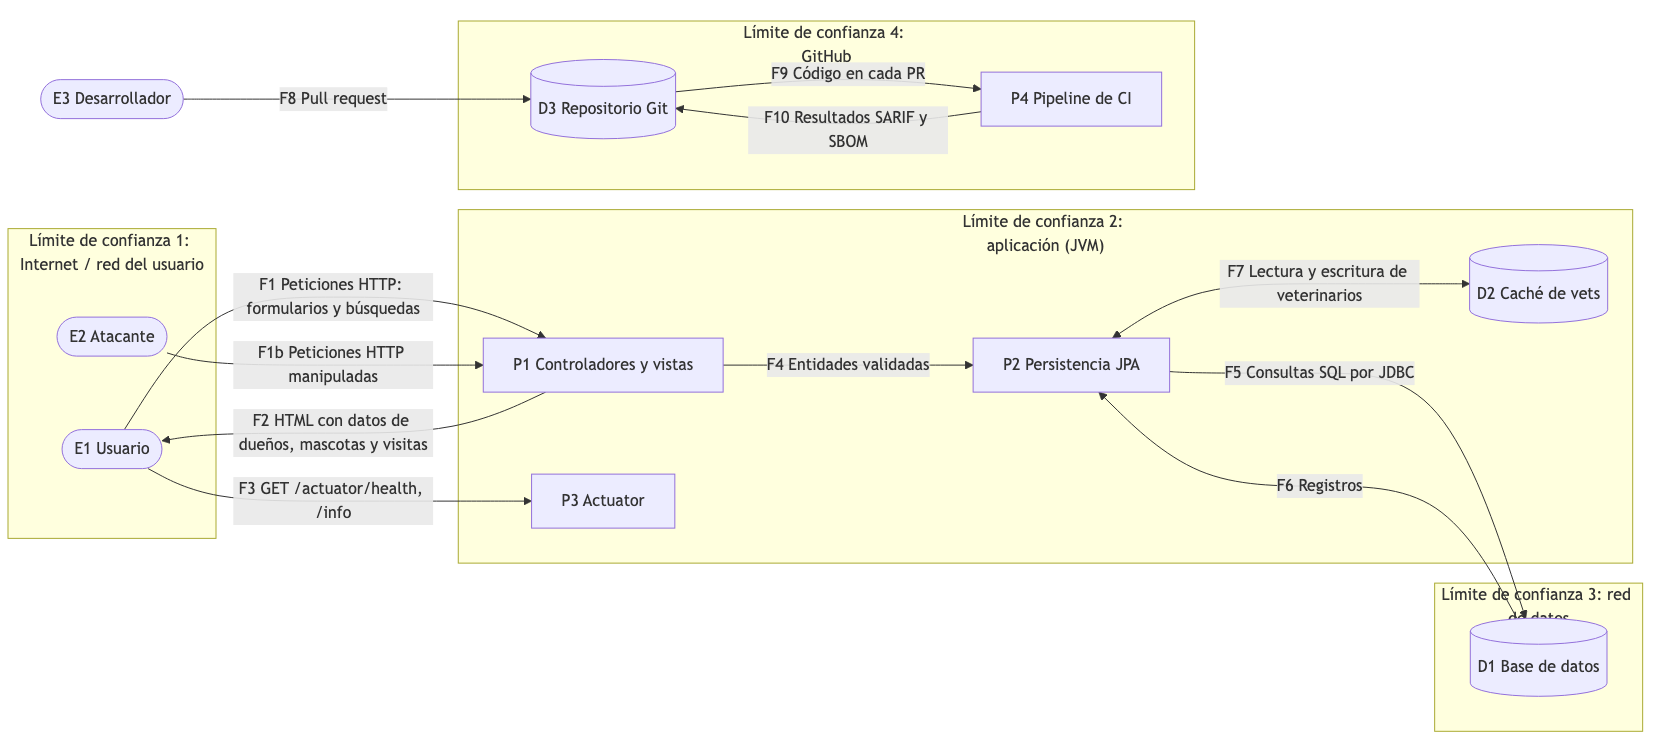 Límite de confianza 4:
GitHub
E3 Desarrollador
F8 Pull request
D3 Repositorio Git
F9 Código en cada PR
F10 Resultados SARIF y
SBOM
P4 Pipeline de CI
Límite de confianza 1:
Internet / red del usuario
E2 Atacante
E1 Usuario
F1 Peticiones HTTP:
formularios y búsquedas
F1b Peticiones HTTP
manipuladas
F2 HTML con datos de
dueños, mascotas y visitas
F3 GET /actuator/health,
/info
Límite de confianza 2:
aplicación (JVM)
P1 Controladores y vistas
F4 Entidades validadas
P2 Persistencia JPA
F7 Lectura y escritura de
veterinarios
D2 Caché de vets
F5 Consultas SQL por JDBC
P3 Actuator
F6 Registros
Límite de confianza 3: red
de datos
D1 Base de datos